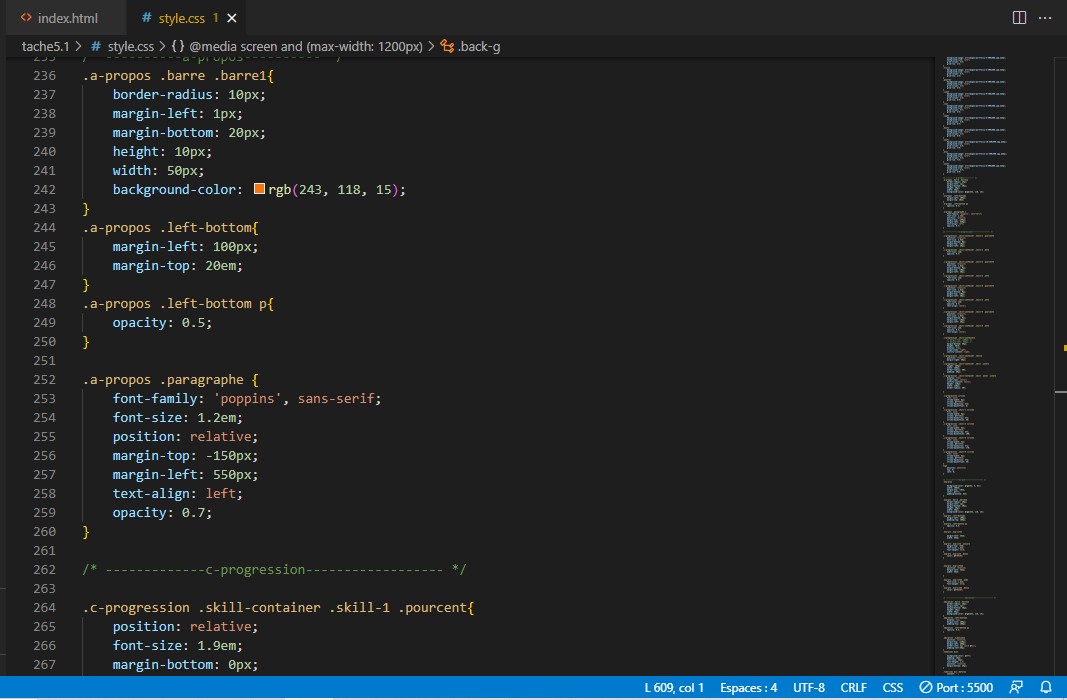 index.html
# style.css 1 ×
tache5.1 > # style.css > {} @media screen and (max-width: 1200px) > .back-g
235 /* ----------a-propos---------- */
236 .a-propos .barre .barre1{
237 border-radius: 10px;
238 margin-left: 1px;
239 margin-bottom: 20px;
240 height: 10px;
241 width: 50px;
242 background-color: rgb(243, 118, 15);
243 }
244 .a-propos .left-bottom{
245 margin-left: 100px;
246 margin-top: 20em;
247 }
248 .a-propos .left-bottom p{
249 opacity: 0.5;
250 }
251
252 .a-propos .paragraphe {
253 font-family: 'poppins', sans-serif;
254 font-size: 1.2em;
255 position: relative;
256 margin-top: -150px;
257 margin-left: 550px;
258 text-align: left;
259 opacity: 0.7;
260 }
261
262 /* -------------c-progression------------------ */
263
264 .c-progression .skill-container .skill-1 .pourcent{
265 position: relative;
266 font-size: 1.9em;
267 margin-bottom: 0px;
L 609, col 1 Espaces : 4 UTF-8 CRLF CSS Port : 5500